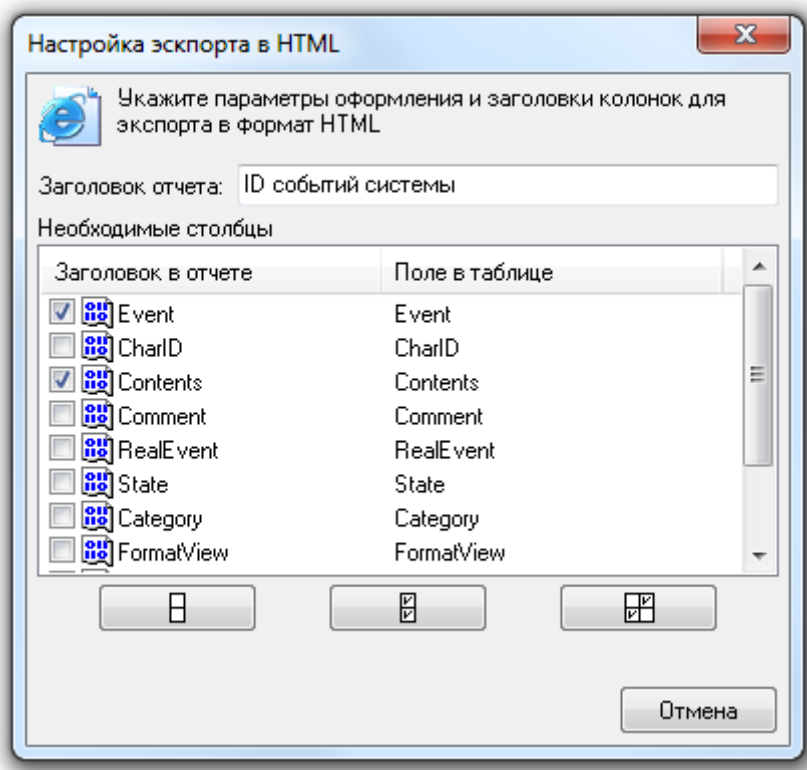 Настройка эскпорта в HTML
Укажите параметры оформления и заголовки колонок для
экспорта в формат HTML
Заголовок отчета: ID событий системы
Необходимые столбцы
Заголовок в отчете Поле в таблице
Event Event
CharID CharID
Contents Contents
Comment Comment
RealEvent RealEvent
State State
Category Category
FormatView FormatView
Отмена